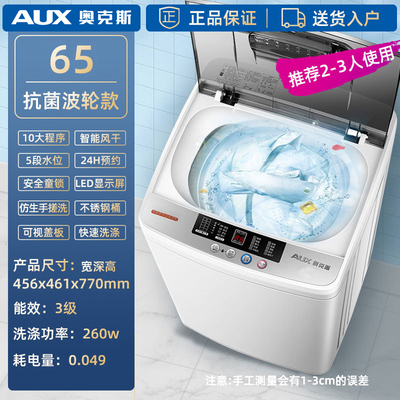 AUX 奥克斯
正品保证
送货入户
65
抗菌波轮款
推荐2-3人使用
10大程序
智能风干
5段水位
24H预约
安全童锁
LED显示屏
仿生手搓洗
不锈钢桶
可视盖板
快速洗涤
产品尺寸：宽深高
456x461x770mm
能效：3级
洗涤功率：260w
耗电量：0.049
AUX 奥克斯
注意:手工测量会有1-3cm的误差